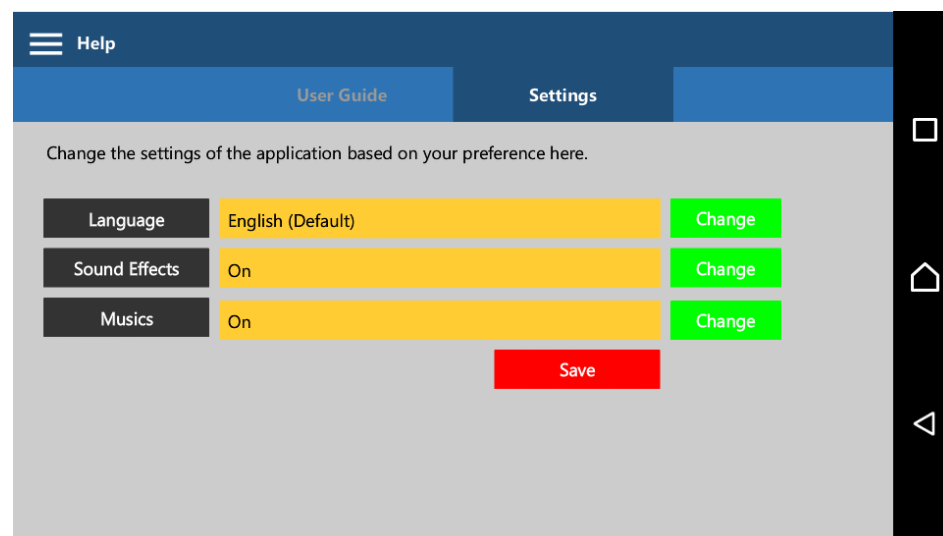 Help
User Guide Settings
Change the settings of the application based on your preference here.
Language English (Default) Change
Sound Effects On Change
Musics On Change
Save